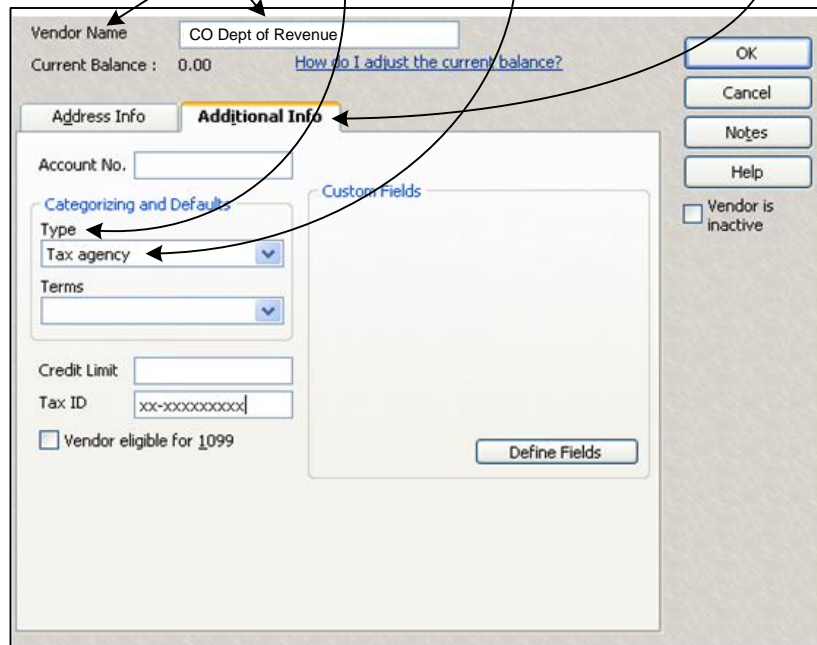 Vendor Name CO Dept of Revenue
Current Balance : 0.00 How do I adjust the current balance?
OK
Cancel
Notes
Help
Vendor is
inactive
Address Info Additional Info
Account No.
Categorizing and Defaults
Type
Tax agency
Terms
Credit Limit
Tax ID xx-xxxxxxxxx
Vendor eligible for 1099
Custom Fields
Define Fields